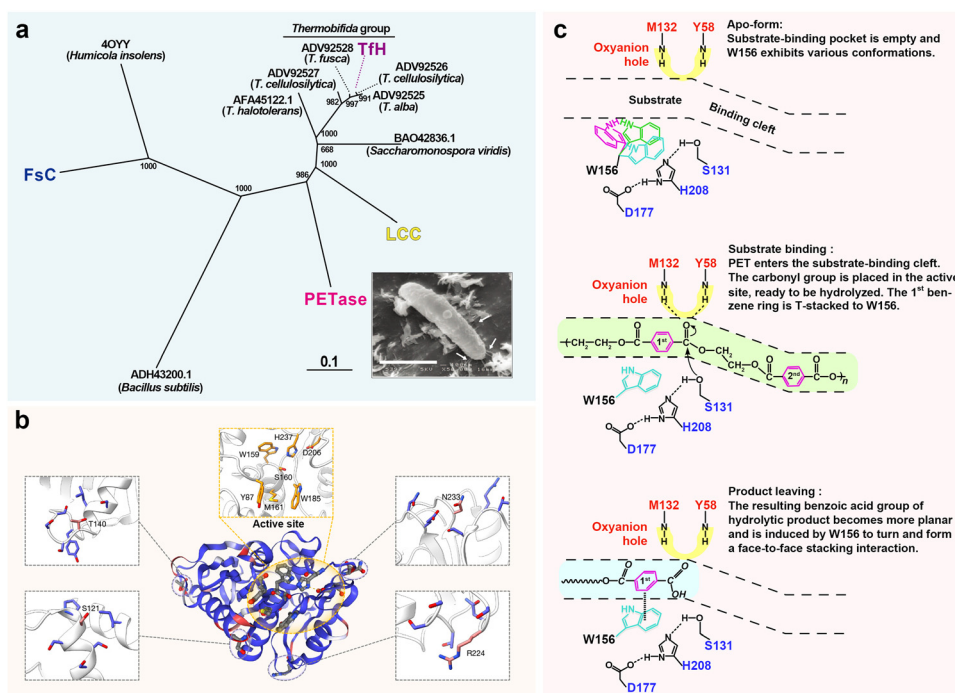 a
4OYY
(Humicola insolens)
Thermobifida group
ADV92528
(T. fusca)
TfH
ADV92527
(T. cellulosilytica)
ADV92526
(T. cellulosilytica)
AFA45122.1
(T. halotolerans)
ADV92525
(T. alba)
982
997
991
1000
BAO42836.1
(Saccharomonospora viridis)
668
1000
986
1000
1000
FsC
LCC
PETase
0.1
ADH43200.1
(Bacillus subtilis)
b
H237
W159
D206
S160
Y87
M161
W185
Active site
T140
N233
S121
R224
c
M132
Y58
Oxyanion
hole
N
H
N
H
Apo-form:
Substrate-binding pocket is empty and
W156 exhibits various conformations.
Substrate
Binding cleft
NH
HN
HN
W156
HO
S131
N
N
H
H208
O
O
D177
Substrate binding :
PET enters the substrate-binding cleft.
The carbonyl group is placed in the active
site, ready to be hydrolyzed. The 1st ben-
zene ring is T-stacked to W156.
M132
Y58
Oxyanion
hole
N
H
N
H
O
O
O
C
1st
C
O
O
C
2nd
C
O
n
HN
W156
HO
S131
N
N
H
H208
O
O
D177
Product leaving :
The resulting benzoic acid group of
hydrolytic product becomes more planar
and is induced by W156 to turn and form
a face-to-face stacking interaction.
M132
Y58
Oxyanion
hole
N
H
N
H
O
O
O
C
1st
C
OH
HN
W156
HO
S131
N
N
H
H208
O
O
D177